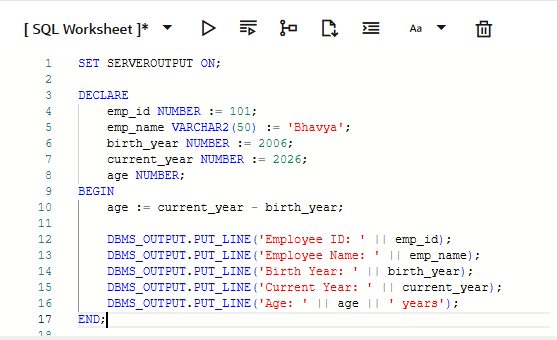 [ SQL Worksheet ]*
Aa
1 SET SERVEROUTPUT ON;
2
3 DECLARE
4 emp_id NUMBER := 101;
5 emp_name VARCHAR2(50) := 'Bhavya';
6 birth_year NUMBER := 2006;
7 current_year NUMBER := 2026;
8 age NUMBER;
9 BEGIN
10 age := current_year - birth_year;
11
12 DBMS_OUTPUT.PUT_LINE('Employee ID: ' || emp_id);
13 DBMS_OUTPUT.PUT_LINE('Employee Name: ' || emp_name);
14 DBMS_OUTPUT.PUT_LINE('Birth Year: ' || birth_year);
15 DBMS_OUTPUT.PUT_LINE('Current Year: ' || current_year);
16 DBMS_OUTPUT.PUT_LINE('Age: ' || age || ' years');
17 END;
18